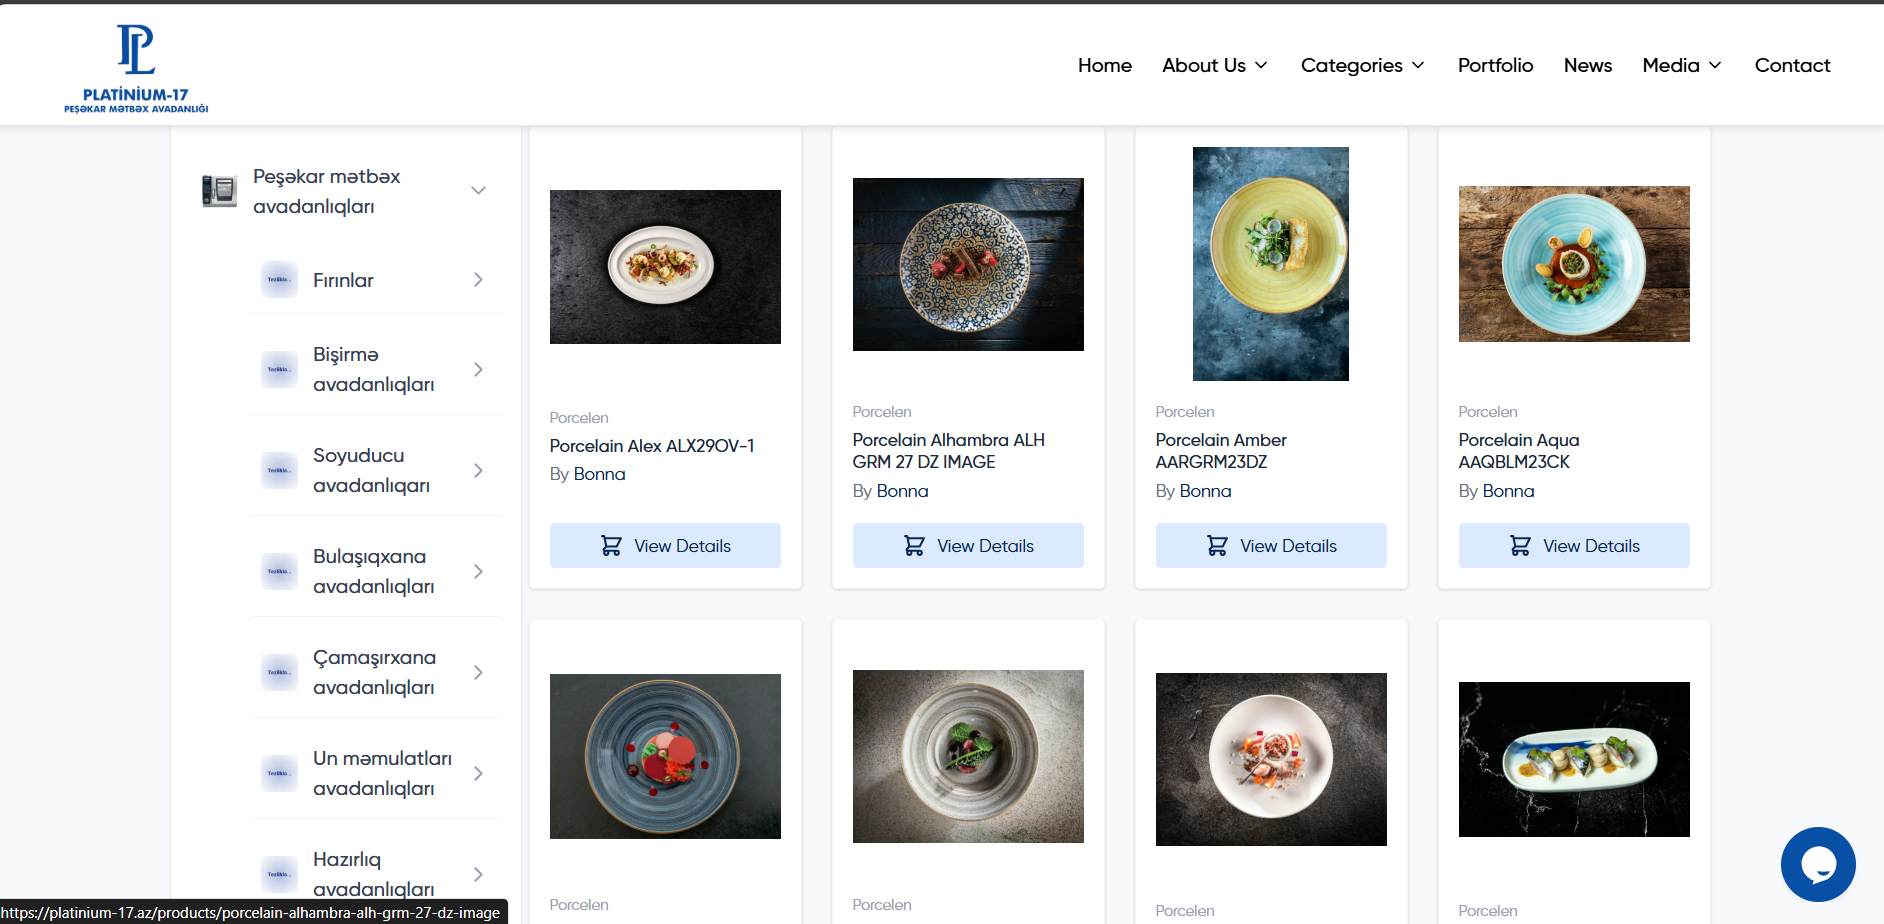 PL
PLATİNİUM-17
PEŞƏKAR MƏTBƏX AVADANLIĞI
Home
About Us
Categories
Portfolio
News
Media
Contact
Peşəkar mətbəx
avadanlıqları
Fırınlar
Bişirmə
avadanlıqları
Soyuducu
avadanlıqarı
Bulaşıqxana
avadanlıqları
Çamaşırxana
avadanlıqları
Un məmulatları
avadanlıqları
Hazırlıq
avadanlıqları
Porcelen
Porcelain Alex ALX29OV-1
By Bonna
View Details
Porcelen
Porcelain Alhambra ALH
GRM 27 DZ IMAGE
By Bonna
View Details
Porcelen
Porcelain Amber
AARGRM23DZ
By Bonna
View Details
Porcelen
Porcelain Aqua
AAQBLM23CK
By Bonna
View Details
Porcelen
Porcelen
Porcelen
Porcelen
https://platinium-17.az/products/porcelain-alhambra-alh-grm-27-dz-image